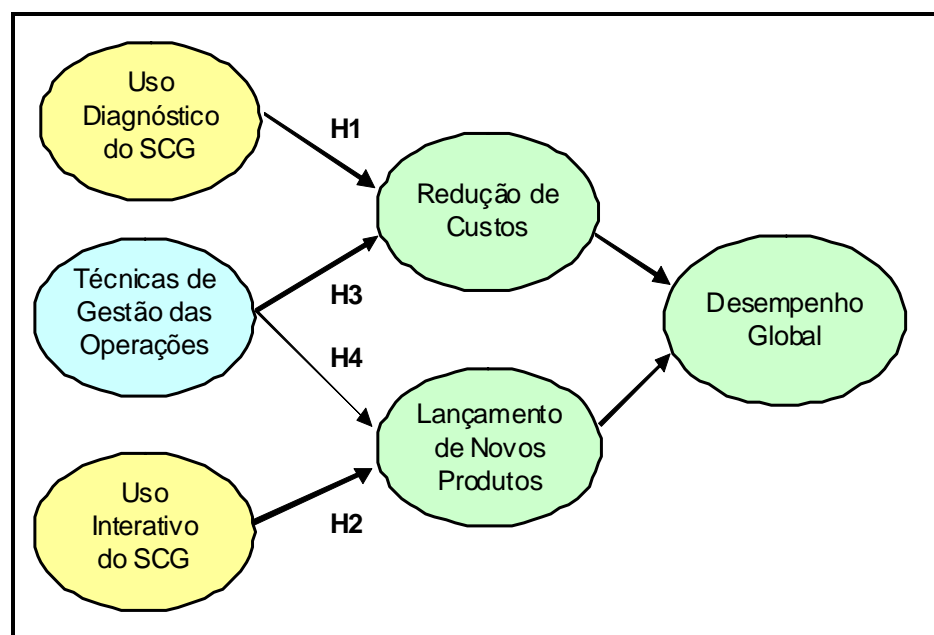 Uso
Diagnóstico
do SCG
H1
Redução de
Custos
Técnicas de
Gestão das
Operações
H3
H4
Desempenho
Global
Lançamento
de Novos
Produtos
Uso
Interativo
do SCG
H2